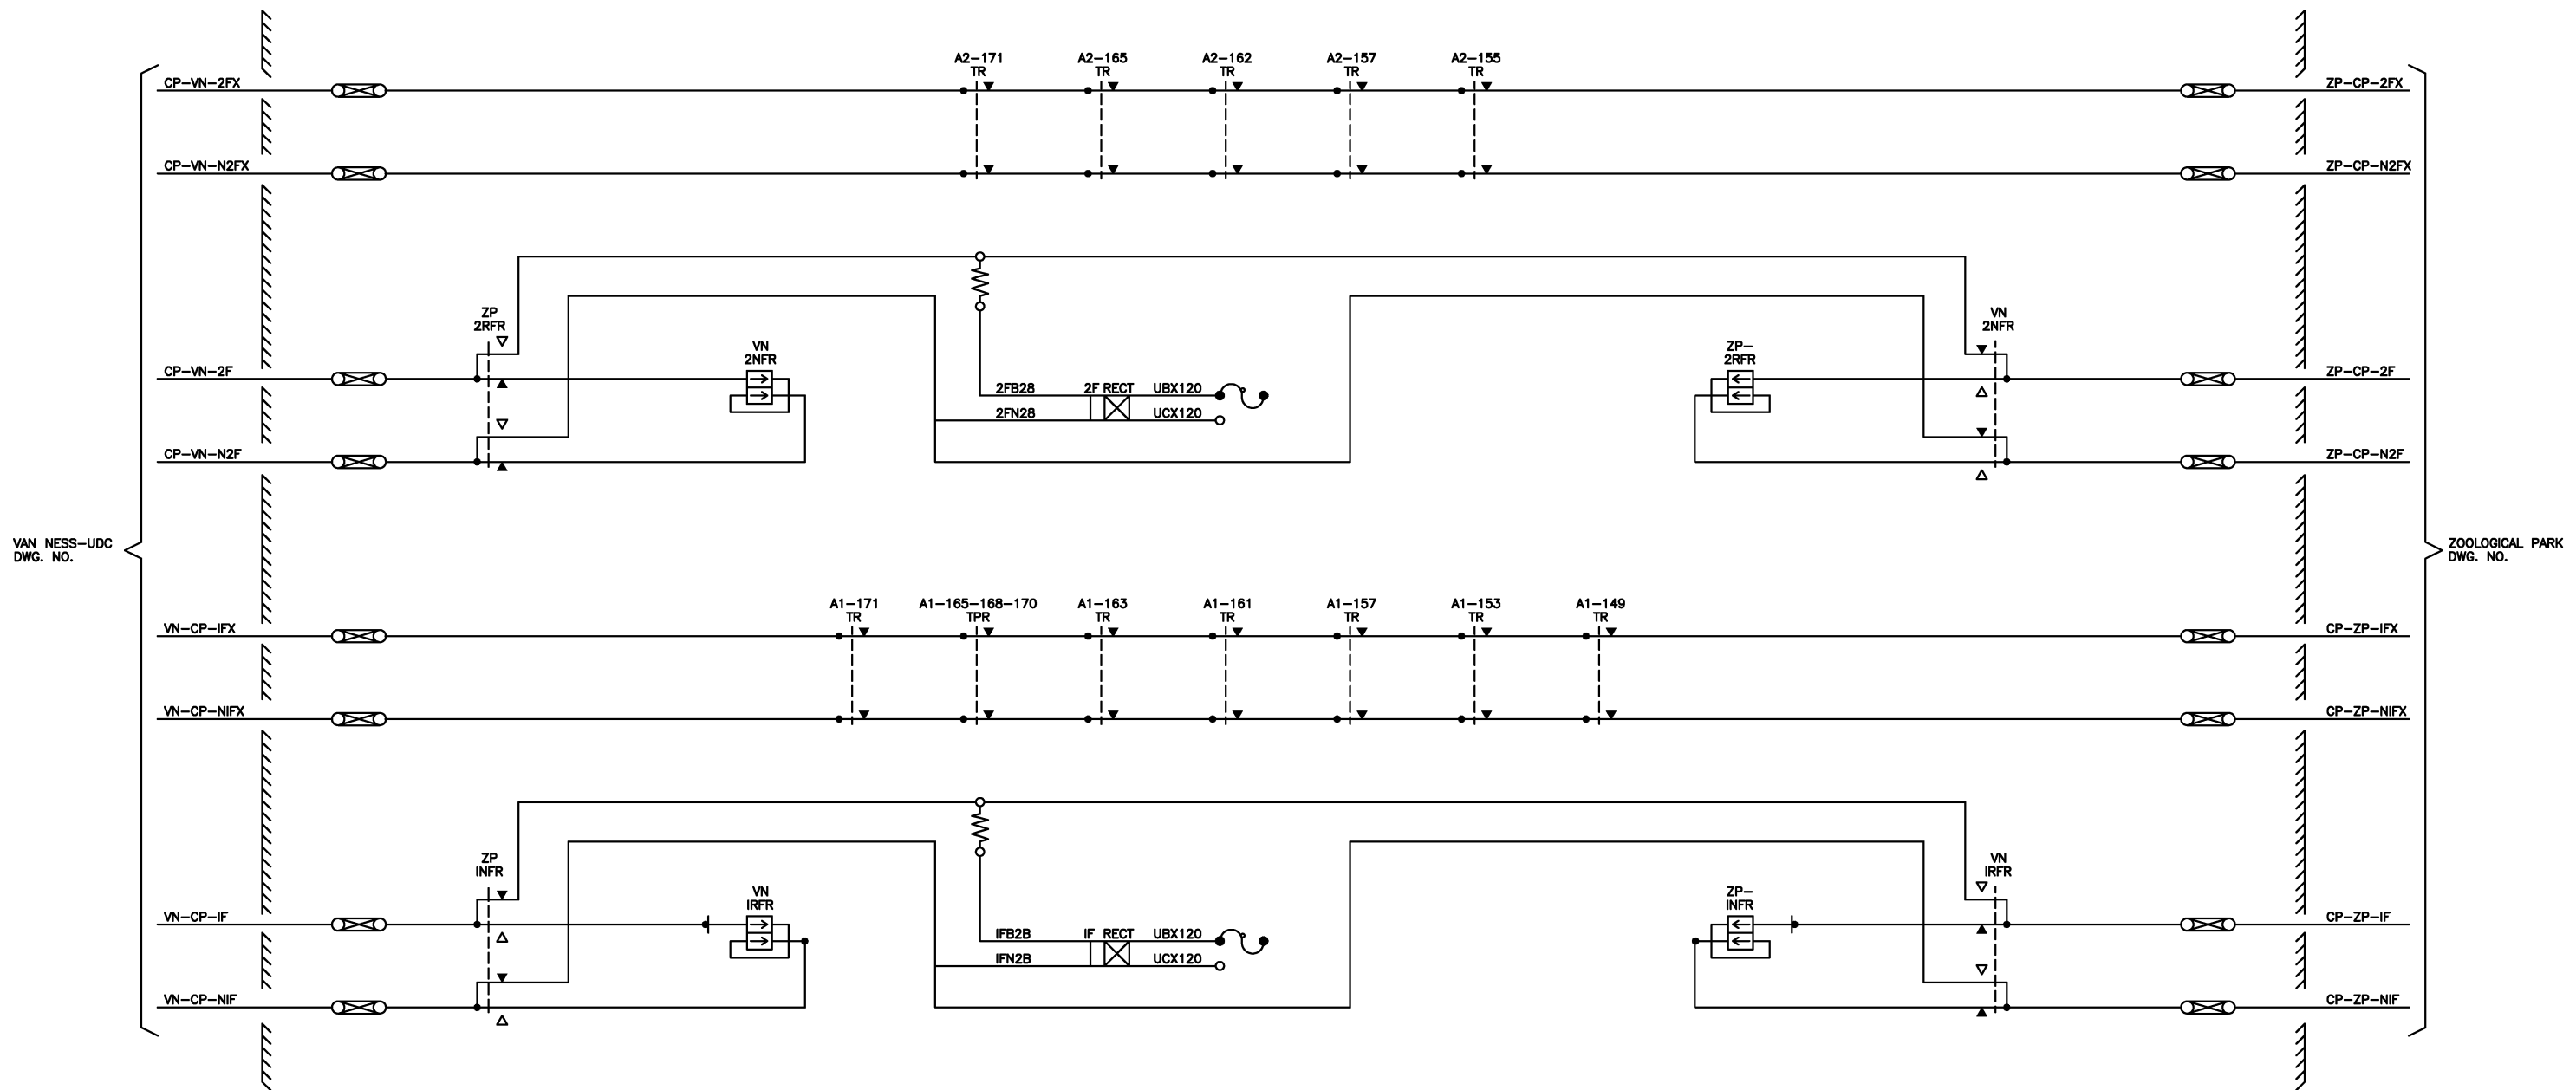 A2-171 A2-165 A2-162 A2-157 A2-155
TR TR TR TR TR
CP-VN-2FX ZP-CP-2FX
CP-VN-N2FX ZP-CP-N2FX
ZP
2RFR
VN
2NFR
VN
2NFR
ZP-
2RFR
CP-VN-2F ZP-CP-2F
2FB28 2F RECT UBX120
2FN28 UCX120
CP-VN-N2F ZP-CP-N2F
VAN NESS-UDC
DWG. NO.
ZOOLOGICAL PARK
DWG. NO.
A1-171 A1-165-168-170 A1-163 A1-161 A1-157 A1-153 A1-149
TR TPR TR TR TR TR TR
VN-CP-IFX CP-ZP-IFX
VN-CP-NIFX CP-ZP-NIFX
ZP
INFR
VN
IRFR
VN
IRFR
ZP-
INFR
VN-CP-IF CP-ZP-IF
IFB2B IF RECT UBX120
IFN2B UCX120
VN-CP-NIF CP-ZP-NIF